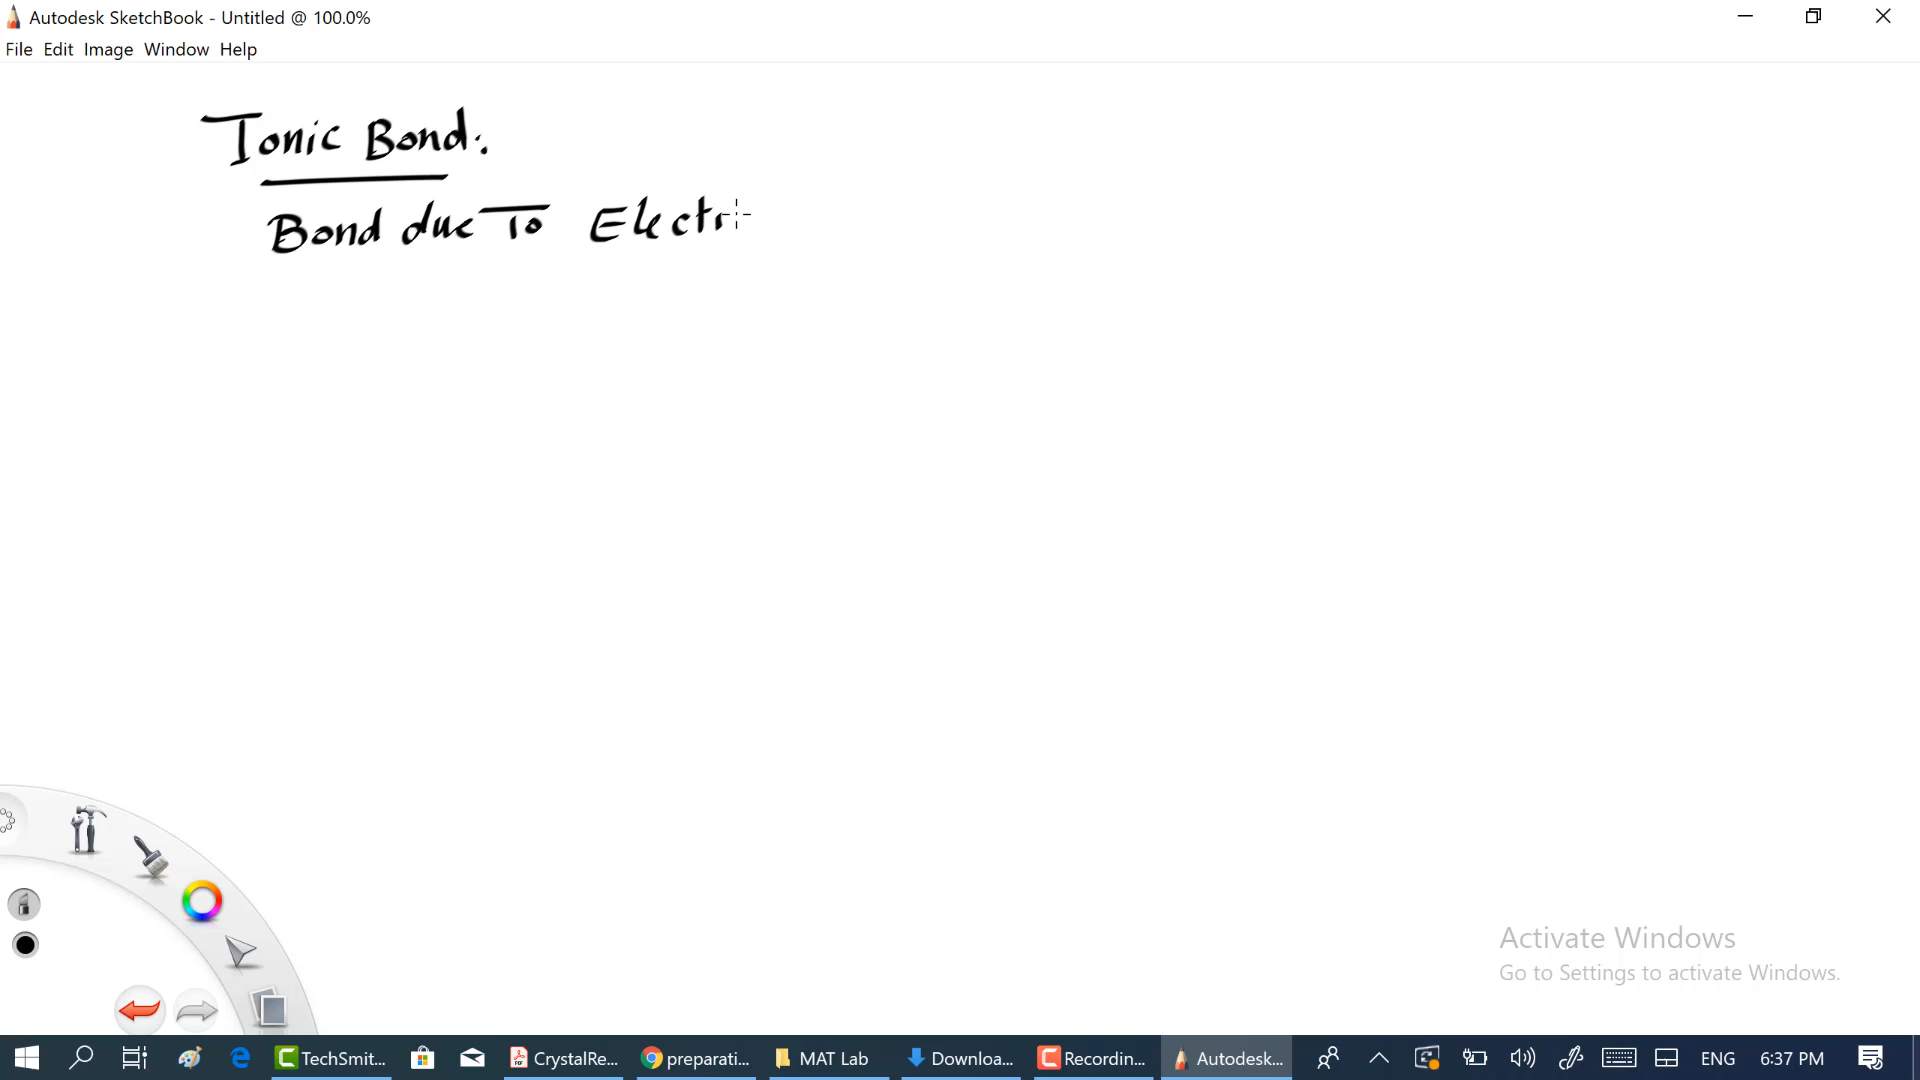 Autodesk SketchBook - Untitled @ 100.0%
File Edit Image Window Help
Ionic Bond:
Bond due To Electr
Activate Windows
Go to Settings to activate Windows.
TechSmit... CrystalRe... preparati... MAT Lab Downloa... Recordin... Autodesk... ENG 6:37 PM